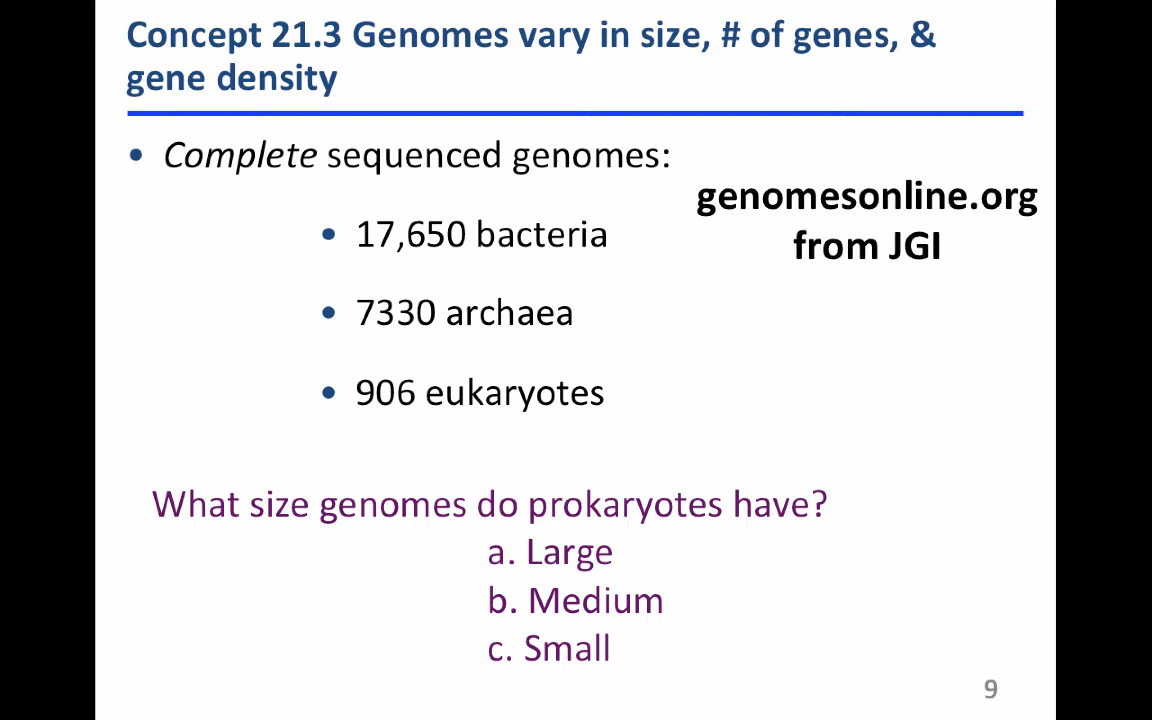 Concept 21.3 Genomes vary in size, # of genes, &
gene density
• Complete sequenced genomes:
genomesonline.org
from JGI
• 17,650 bacteria
• 7330 archaea
• 906 eukaryotes
What size genomes do prokaryotes have?
a. Large
b. Medium
c. Small
9